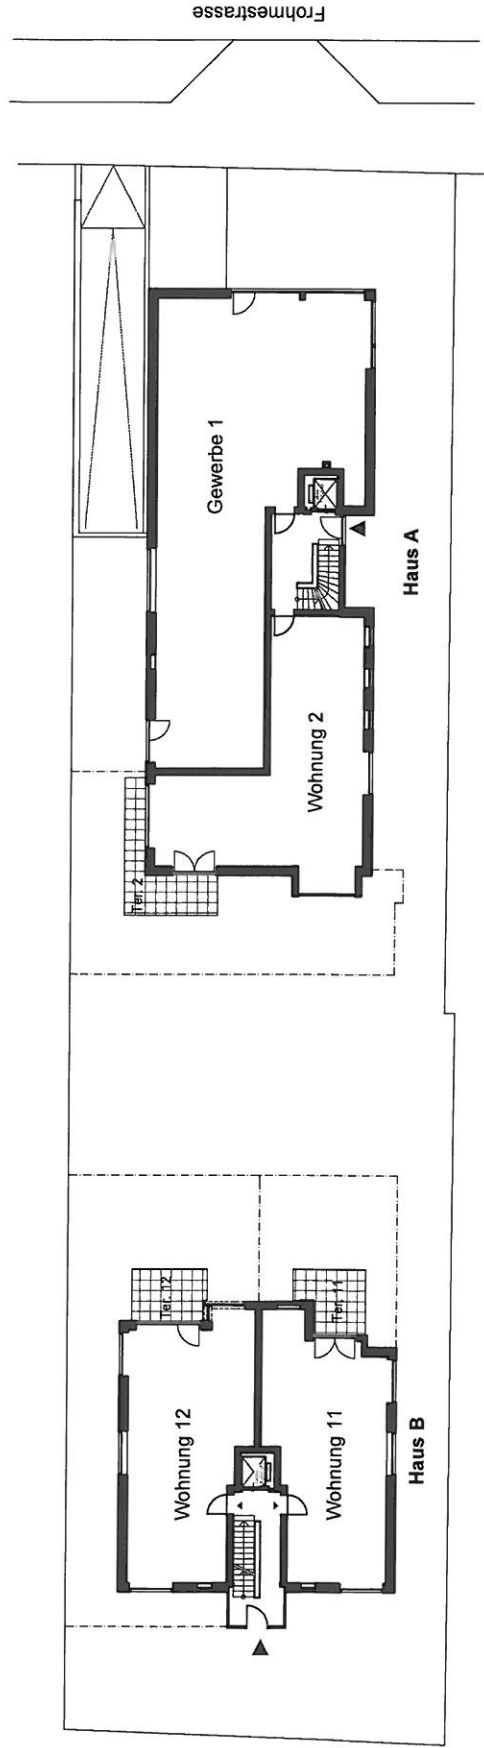 Frohmestrasse
Gewerbe 1
Haus A
Wohnung 2
Ter. 2
Ter. 12
Ter. 11
Wohnung 12
Wohnung 11
Haus B